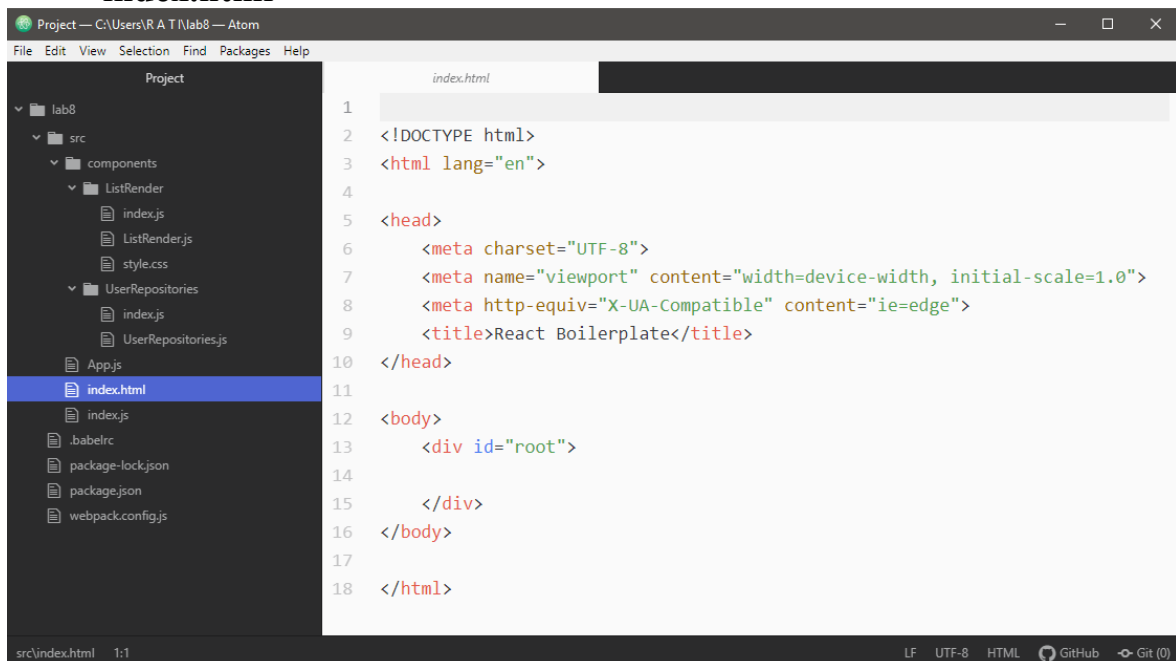 index.html
Project — C:\Users\R A T I\lab8 — Atom
File Edit View Selection Find Packages Help
Project
lab8
src
components
ListRender
index.js
ListRender.js
style.css
UserRepositories
index.js
UserRepositories.js
App.js
index.html
index.js
.babelrc
package-lock.json
package.json
webpack.config.js
index.html
1
2 <!DOCTYPE html>
3 <html lang="en">
4
5 <head>
6 <meta charset="UTF-8">
7 <meta name="viewport" content="width=device-width, initial-scale=1.0">
8 <meta http-equiv="X-UA-Compatible" content="ie=edge">
9 <title>React Boilerplate</title>
10 </head>
11
12 <body>
13 <div id="root">
14
15 </div>
16 </body>
17
18 </html>
src\index.html 1:1 LF UTF-8 HTML GitHub Git (0)